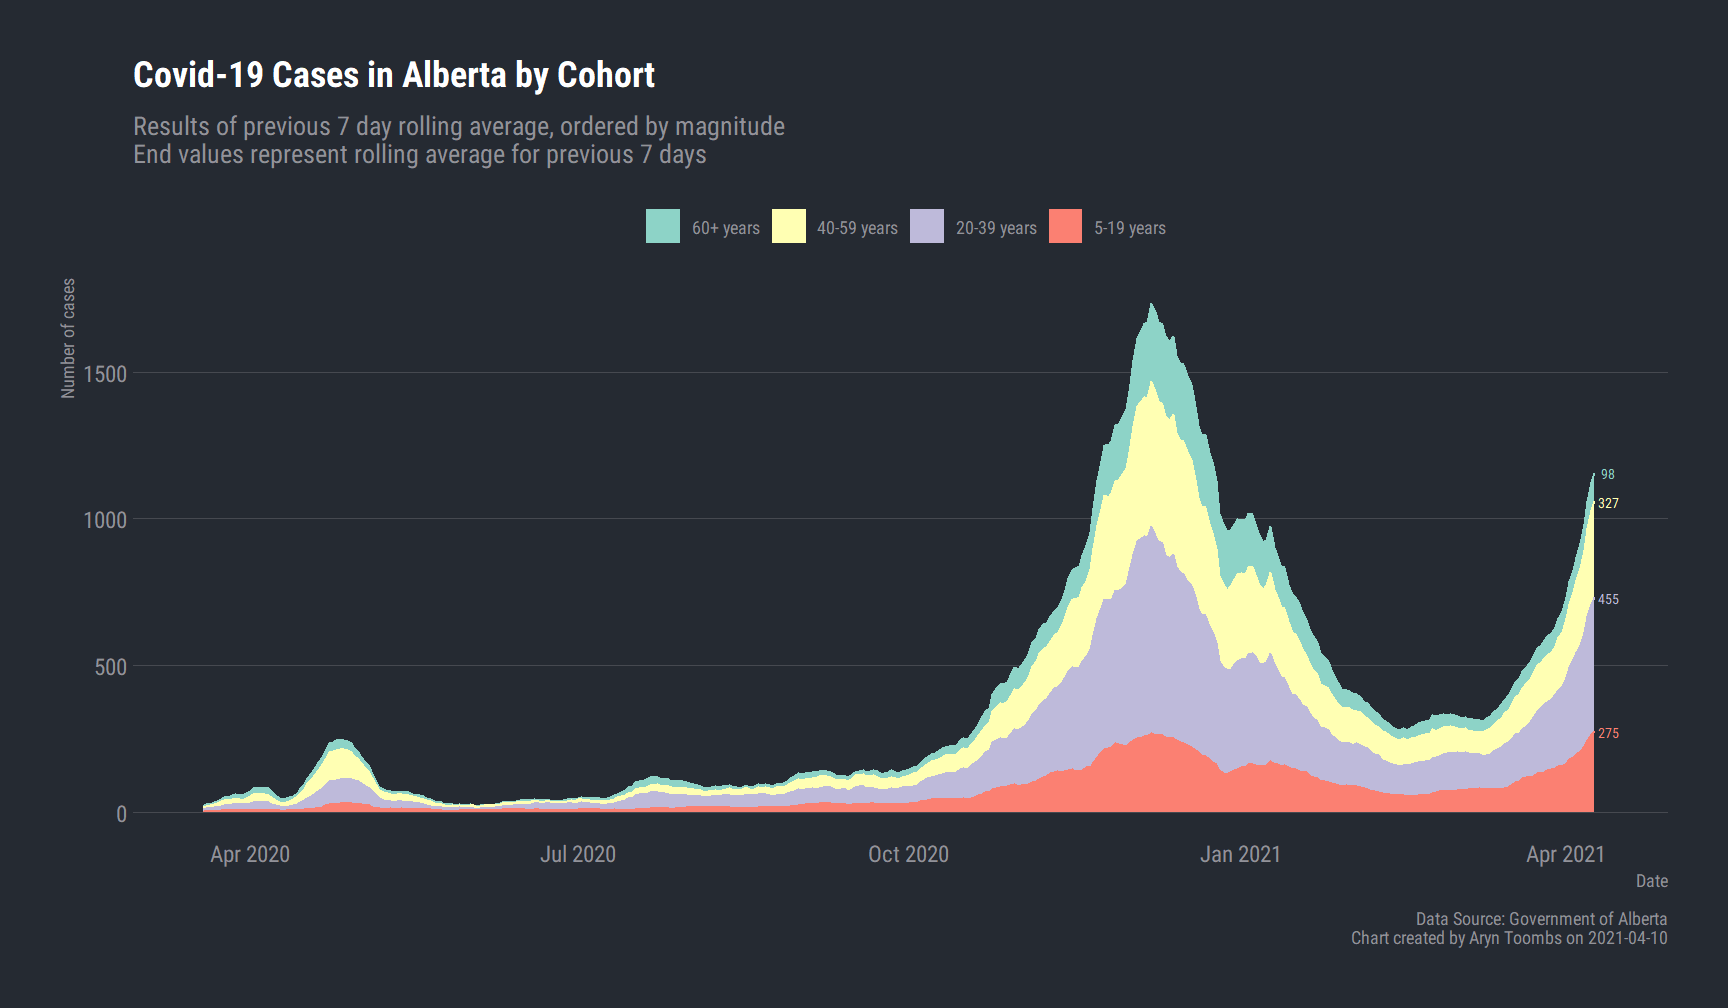 Covid-19 Cases in Alberta by Cohort
Results of previous 7 day rolling average, ordered by magnitude
End values represent rolling average for previous 7 days
60+ years
40-59 years
20-39 years
5-19 years
Number of cases
1500
1000
500
0
98
327
455
275
Apr 2020
Jul 2020
Oct 2020
Jan 2021
Apr 2021
Date
Data Source: Government of Alberta
Chart created by Aryn Toombs on 2021-04-10